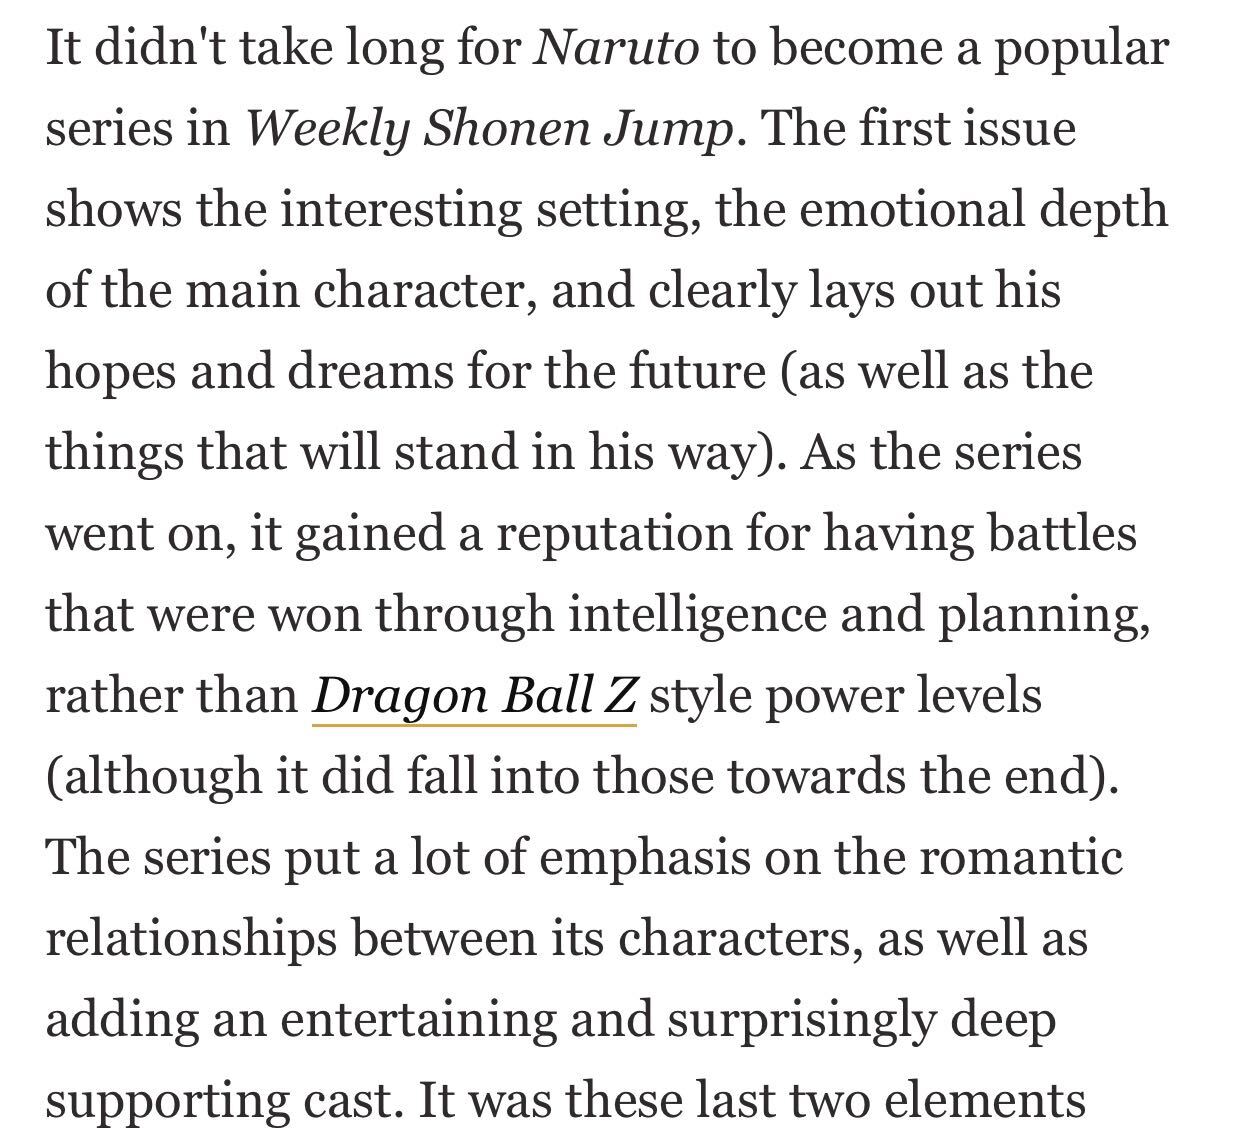 It didn't take long for Naruto to become a popular
series in Weekly Shonen Jump. The first issue
shows the interesting setting, the emotional depth
of the main character, and clearly lays out his
hopes and dreams for the future (as well as the
things that will stand in his way). As the series
went on, it gained a reputation for having battles
that were won through intelligence and planning,
rather than Dragon Ball Z style power levels
(although it did fall into those towards the end).
The series put a lot of emphasis on the romantic
relationships between its characters, as well as
adding an entertaining and surprisingly deep
supporting cast. It was these last two elements